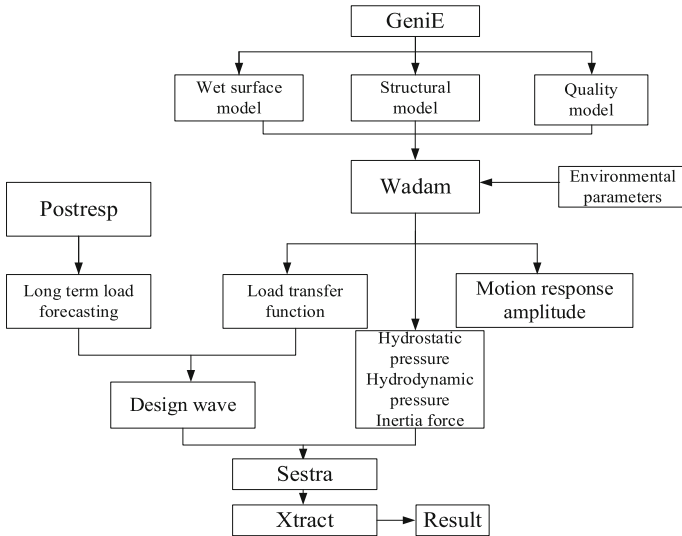 GeniE
Wet surface
model
Structural
model
Quality
model
Wadam
Environmental
parameters
Postresp
Long term load
forecasting
Load transfer
function
Motion response
amplitude
Hydrostatic
pressure
Hydrodynamic
pressure
Inertia force
Design wave
Sestra
Xtract
Result